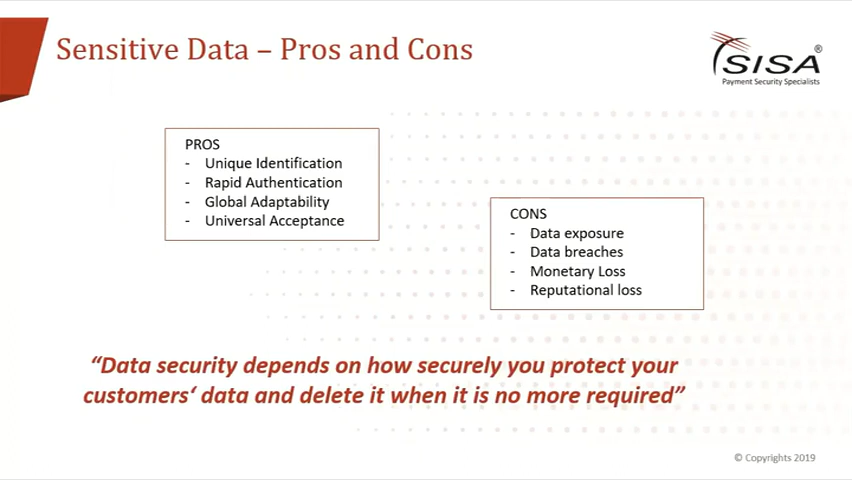 Sensitive Data – Pros and Cons
SISA®
Payment Security Specialists
PROS
- Unique Identification
- Rapid Authentication
- Global Adaptability
- Universal Acceptance
CONS
- Data exposure
- Data breaches
- Monetary Loss
- Reputational loss
“Data security depends on how securely you protect your
customers‘ data and delete it when it is no more required”
© Copyrights 2019